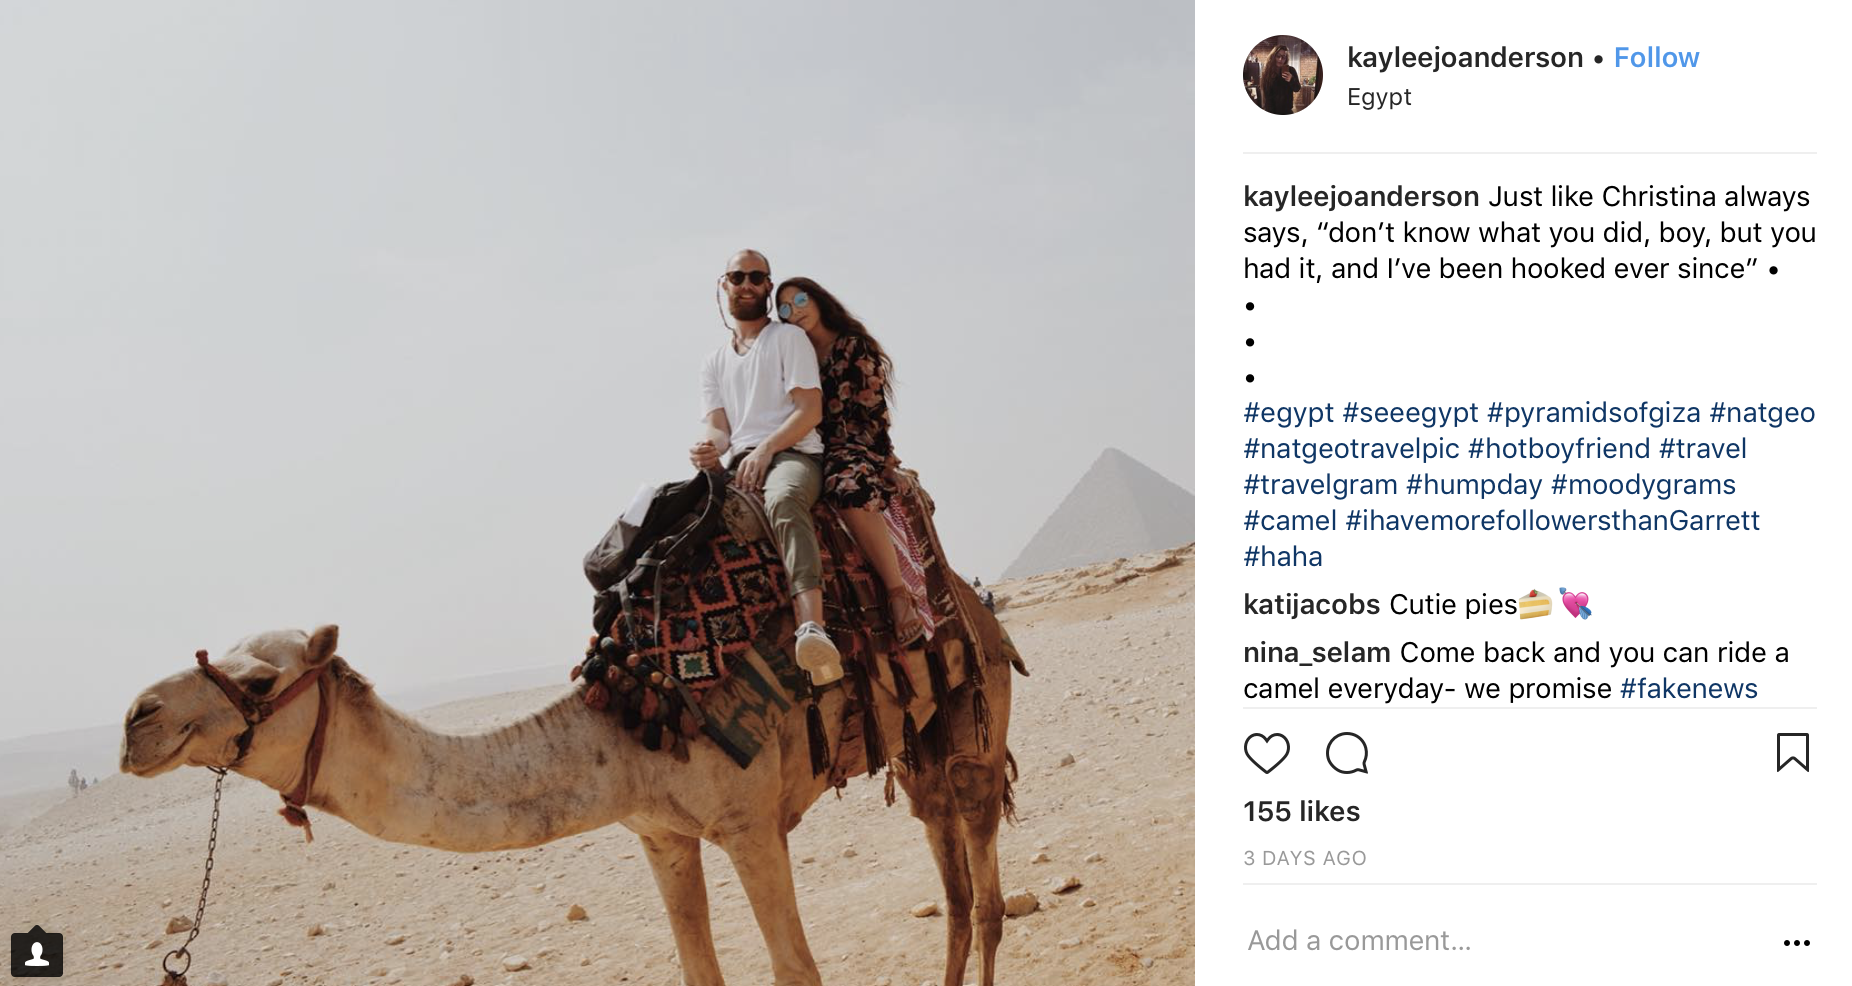 kayleejoanderson • Follow
Egypt
kayleejoanderson Just like Christina always
says, “don’t know what you did, boy, but you
had it, and I’ve been hooked ever since” •
•
•
•
#egypt #seeegypt #pyramidsofgiza #natgeo
#natgeotravelpic #hotboyfriend #travel
#travelgram #humpday #moodygrams
#camel #ihavemorefollowersthanGarrett
#haha
katijacobs Cutie pies🍰💘
nina_selam Come back and you can ride a
camel everyday- we promise #fakenews
155 likes
3 DAYS AGO
Add a comment...